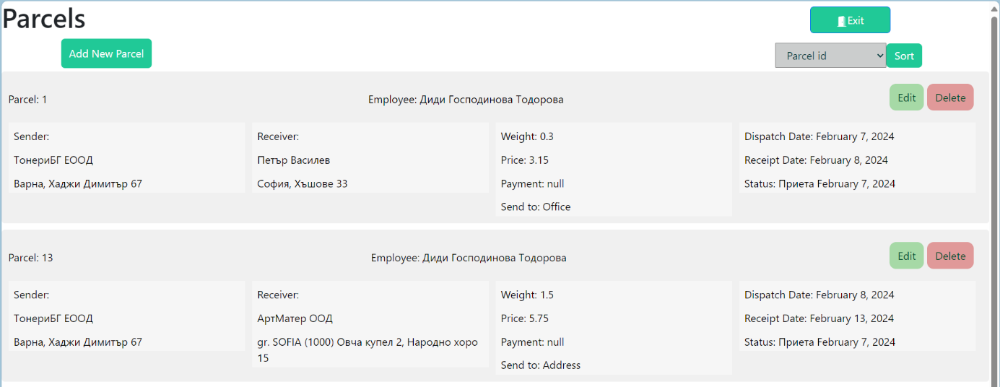 Parcels
Exit
Add New Parcel
Parcel id
Sort
Parcel: 1
Employee: Диди Господинова Тодорова
Edit
Delete
Sender:
ТонериБГ ЕООД
Варна, Хаджи Димитър 67
Receiver:
Петър Василев
София, Хъшове 33
Weight: 0.3
Price: 3.15
Payment: null
Send to: Office
Dispatch Date: February 7, 2024
Receipt Date: February 8, 2024
Status: Приета February 7, 2024
Parcel: 13
Employee: Диди Господинова Тодорова
Edit
Delete
Sender:
ТонериБГ ЕООД
Варна, Хаджи Димитър 67
Receiver:
АртМатер ООД
gr. SOFIA (1000) Овча купел 2, Народно хоро
15
Weight: 1.5
Price: 5.75
Payment: null
Send to: Address
Dispatch Date: February 8, 2024
Receipt Date: February 13, 2024
Status: Приета February 7, 2024